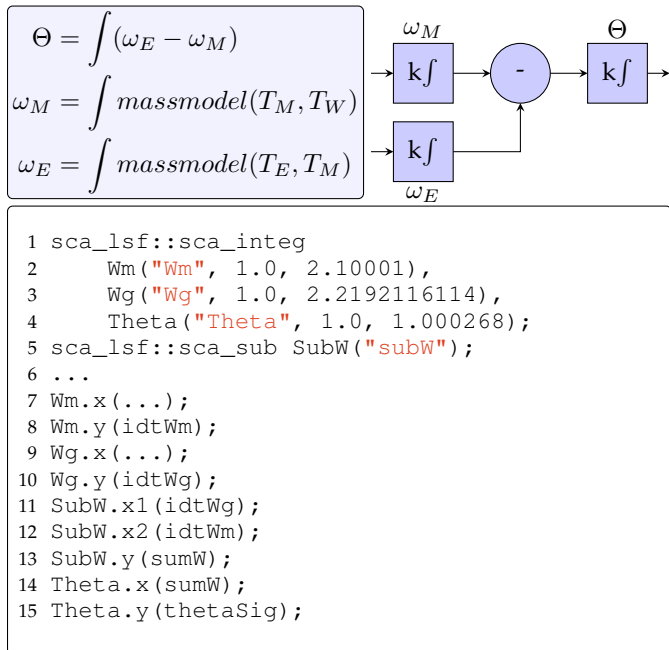 Θ = ∫(ω_E − ω_M)
ω_M = ∫ massmodel(T_M, T_W)
ω_E = ∫ massmodel(T_E, T_M)
ω_M
Θ
k∫
-
k∫
k∫
ω_E
1 sca_lsf::sca_integ
2     Wm("Wm", 1.0, 2.10001),
3     Wg("Wg", 1.0, 2.2192116114),
4     Theta("Theta", 1.0, 1.000268);
5 sca_lsf::sca_sub SubW("subW");
6 ...
7 Wm.x(...);
8 Wm.y(idtWm);
9 Wg.x(...);
10 Wg.y(idtWg);
11 SubW.x1(idtWg);
12 SubW.x2(idtWm);
13 SubW.y(sumW);
14 Theta.x(sumW);
15 Theta.y(thetaSig);